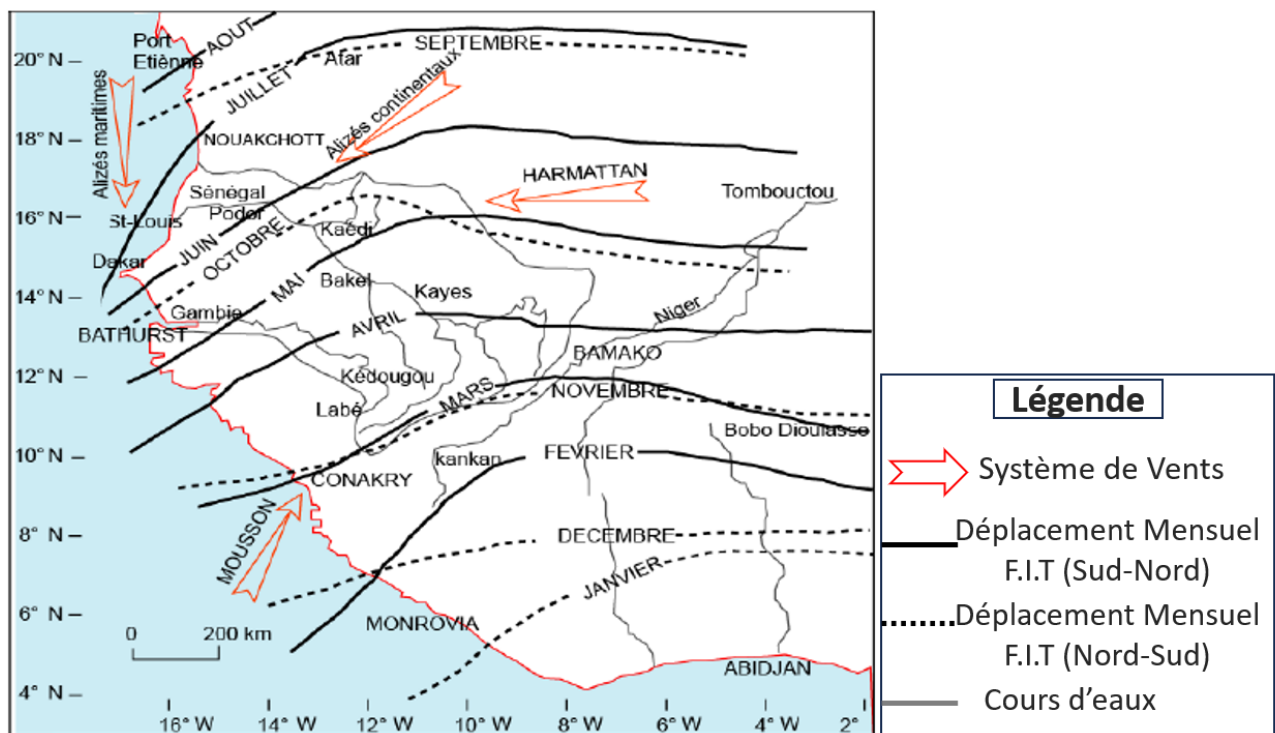 20° N
18° N
16° N
14° N
12° N
10° N
8° N
6° N
4° N
Port
Etiènne
AOUT
SEPTEMBRE
Atar
JUILLET
Alizés maritimes
Alizés continentaux
NOUAKCHOTT
HARMATTAN
Tombouctou
Sénégal
Podor
St-Louis
Kaédi
JUIN
OCTOBRE
Dakar
Bakel
MAI
Kayes
Gambie
Niger
AVRIL
BATHURST
BAMAKO
Kédougou
MARS
NOVEMBRE
Labé
Bobo Dioulasso
kankan
FEVRIER
CONAKRY
MOUSSON
DECEMBRE
JANVIER
MONROVIA
0 200 km
ABIDJAN
16° W 14° W 12° W 10° W 8° W 6° W 4° W 2°
Légende
Système de Vents
Déplacement Mensuel
F.I.T (Sud-Nord)
Déplacement Mensuel
F.I.T (Nord-Sud)
Cours d'eaux